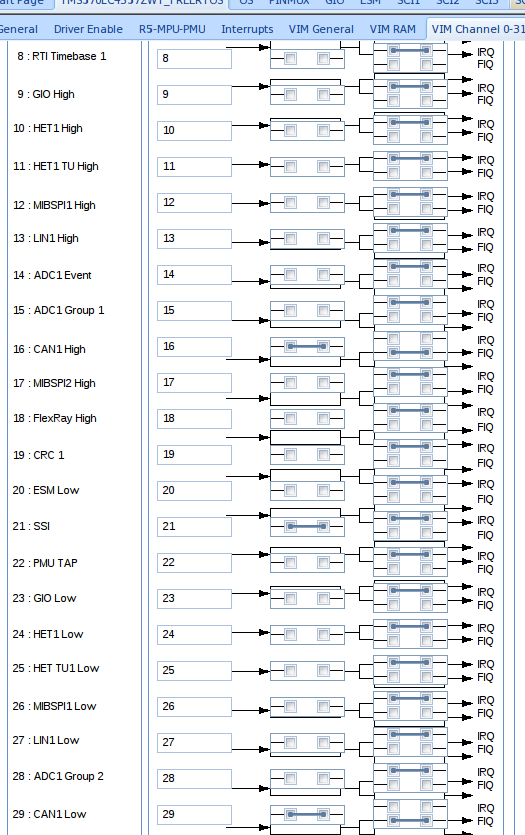 OS PINMUX GIO ESM SCI1 SCI2 SCI3
General Driver Enable R5-MPU-PMU Interrupts VIM General VIM RAM VIM Channel 0-31
8 : RTI Timebase 1 8 IRQ FIQ
9 : GIO High 9 IRQ FIQ
10 : HET1 High 10 IRQ FIQ
11 : HET1 TU High 11 IRQ FIQ
12 : MIBSPI1 High 12 IRQ FIQ
13 : LIN1 High 13 IRQ FIQ
14 : ADC1 Event 14 IRQ FIQ
15 : ADC1 Group 1 15 IRQ FIQ
16 : CAN1 High 16 IRQ FIQ
17 : MIBSPI2 High 17 IRQ FIQ
18 : FlexRay High 18 IRQ FIQ
19 : CRC 1 19 IRQ FIQ
20 : ESM Low 20 IRQ FIQ
21 : SSI 21 IRQ FIQ
22 : PMU TAP 22 IRQ FIQ
23 : GIO Low 23 IRQ FIQ
24 : HET1 Low 24 IRQ FIQ
25 : HET TU1 Low 25 IRQ FIQ
26 : MIBSPI1 Low 26 IRQ FIQ
27 : LIN1 Low 27 IRQ FIQ
28 : ADC1 Group 2 28 IRQ FIQ
29 : CAN1 Low 29 IRQ FIQ